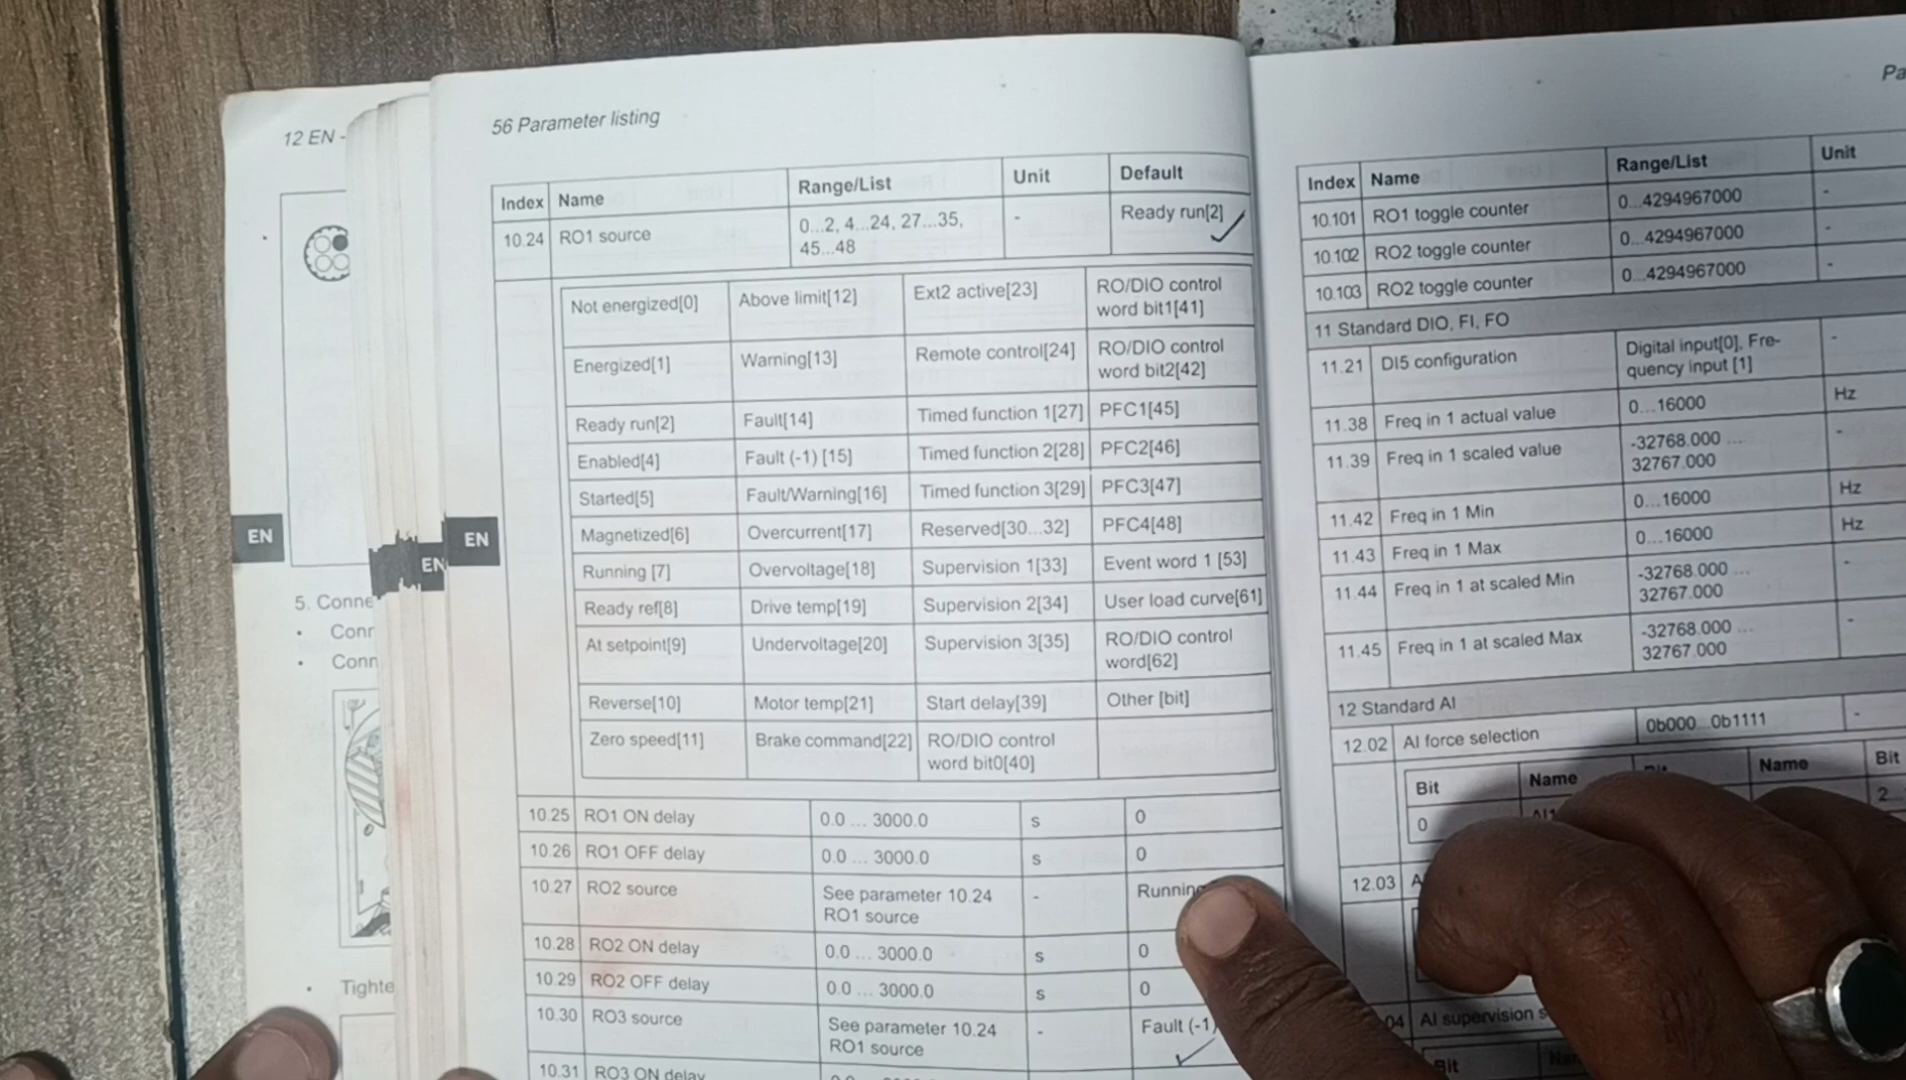 12 EN -
EN
5. Conne
• Conr
• Conn
• Tighte
EN
56 Parameter listing
EN
Index Name Range/List Unit Default
10.24 RO1 source 0...2, 4...24, 27...35, - Ready run[2]
45...48
Not energized[0] Above limit[12] Ext2 active[23] RO/DIO control
word bit1[41]
Energized[1] Warning[13] Remote control[24] RO/DIO control
word bit2[42]
Ready run[2] Fault[14] Timed function 1[27] PFC1[45]
Enabled[4] Fault (-1) [15] Timed function 2[28] PFC2[46]
Started[5] Fault/Warning[16] Timed function 3[29] PFC3[47]
Magnetized[6] Overcurrent[17] Reserved[30...32] PFC4[48]
Running [7] Overvoltage[18] Supervision 1[33] Event word 1 [53]
Ready ref[8] Drive temp[19] Supervision 2[34] User load curve[61]
At setpoint[9] Undervoltage[20] Supervision 3[35] RO/DIO control
word[62]
Reverse[10] Motor temp[21] Start delay[39] Other [bit]
Zero speed[11] Brake command[22] RO/DIO control
word bit0[40]
10.25 RO1 ON delay 0.0 ... 3000.0 s 0
10.26 RO1 OFF delay 0.0 ... 3000.0 s 0
10.27 RO2 source See parameter 10.24 - Running
RO1 source
10.28 RO2 ON delay 0.0 ... 3000.0 s 0
10.29 RO2 OFF delay 0.0 ... 3000.0 s 0
10.30 RO3 source See parameter 10.24 - Fault (-1)
RO1 source
10.31 RO3 ON delay
Pa
Index Name Range/List Unit
10.101 RO1 toggle counter 0...4294967000 -
10.102 RO2 toggle counter 0...4294967000 -
10.103 RO2 toggle counter 0...4294967000 -
11 Standard DIO, FI, FO
11.21 DI5 configuration Digital input[0], Fre- -
quency input [1]
11.38 Freq in 1 actual value 0...16000 Hz
11.39 Freq in 1 scaled value -32768.000 ... -
32767.000
11.42 Freq in 1 Min 0...16000 Hz
11.43 Freq in 1 Max 0...16000 Hz
11.44 Freq in 1 at scaled Min -32768.000 ... -
32767.000
11.45 Freq in 1 at scaled Max -32768.000 ... -
32767.000
12 Standard AI
12.02 AI force selection 0b000...0b1111 -
Bit Name Name Bit
0 2
12.03 A
04 AI supervision s
Bit